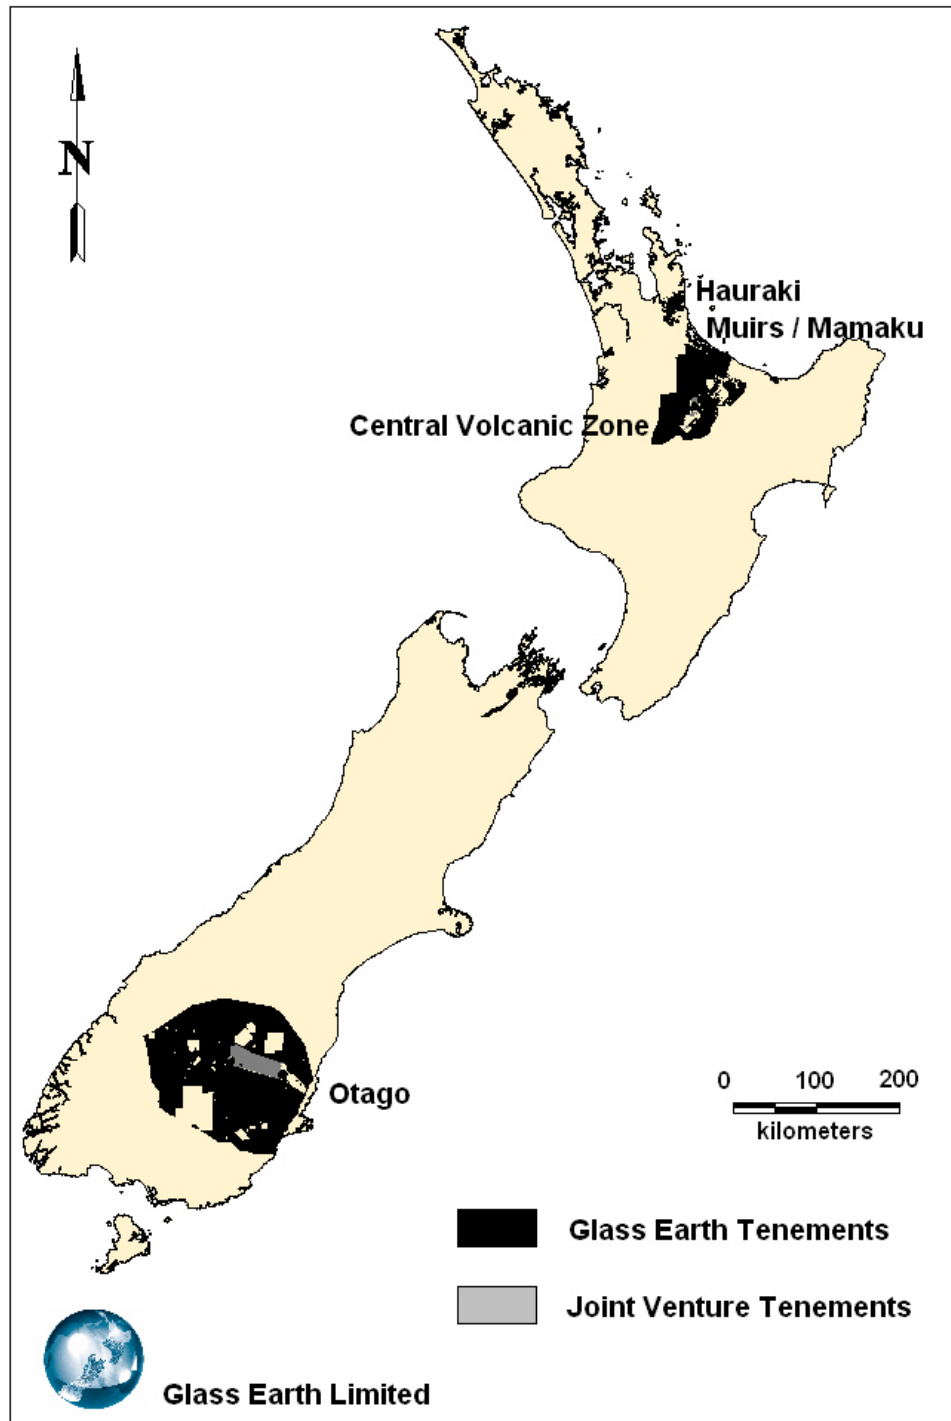 N
Hauraki
Muirs / Mamaku
Central Volcanic Zone
Otago
0 100 200
kilometers
Glass Earth Tenements
Joint Venture Tenements
Glass Earth Limited